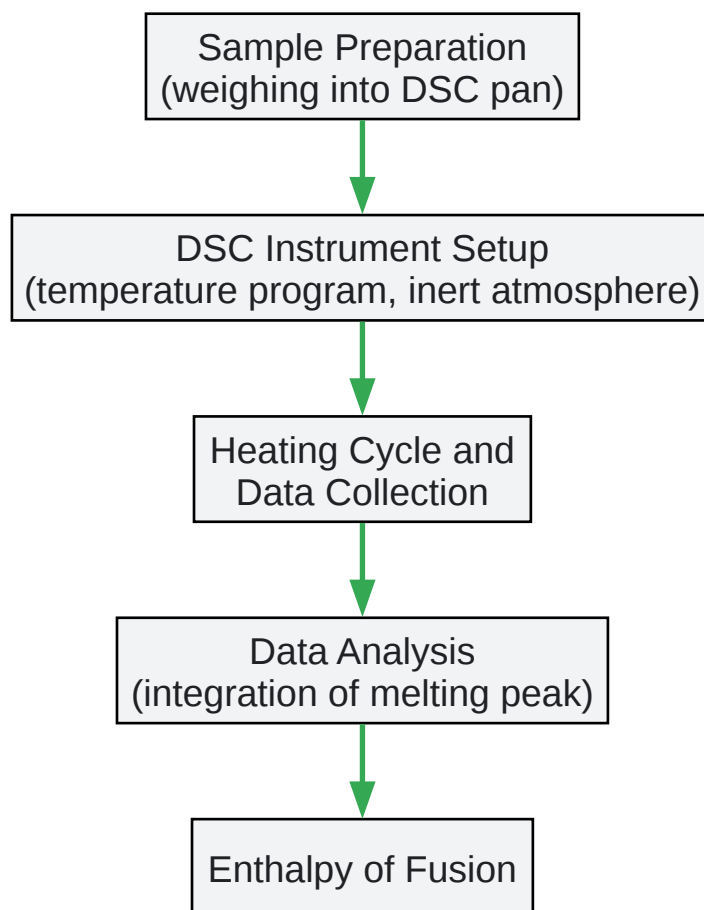 Sample Preparation
(weighing into DSC pan)
DSC Instrument Setup
(temperature program, inert atmosphere)
Heating Cycle and
Data Collection
Data Analysis
(integration of melting peak)
Enthalpy of Fusion